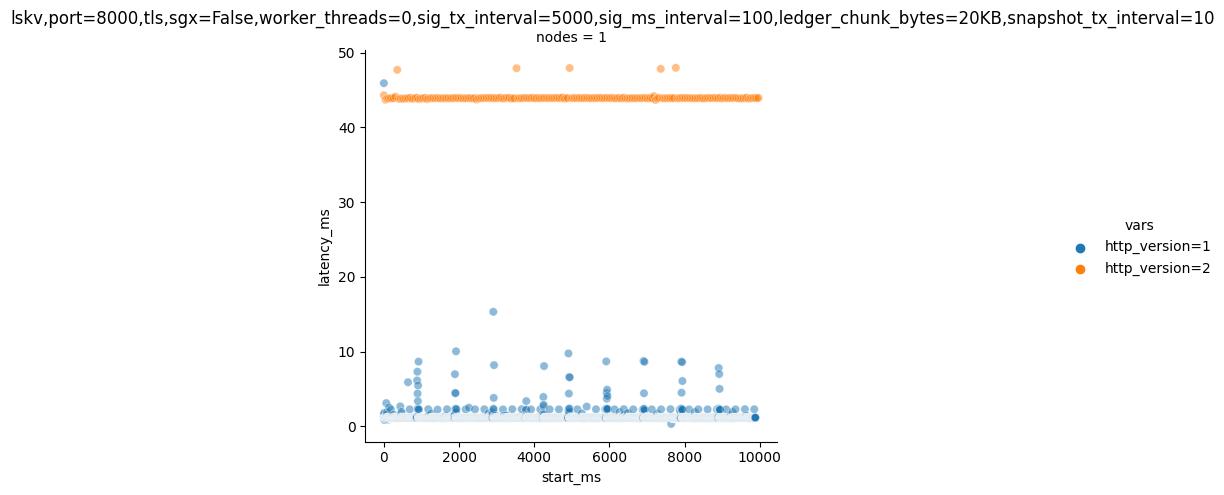 lskv,port=8000,tls,sgx=False,worker_threads=0,sig_tx_interval=5000,sig_ms_interval=100,ledger_chunk_bytes=20KB,snapshot_tx_interval=10
nodes = 1
50
40
30
20
10
0
latency_ms
0 2000 4000 6000 8000 10000
start_ms
vars
http_version=1
http_version=2